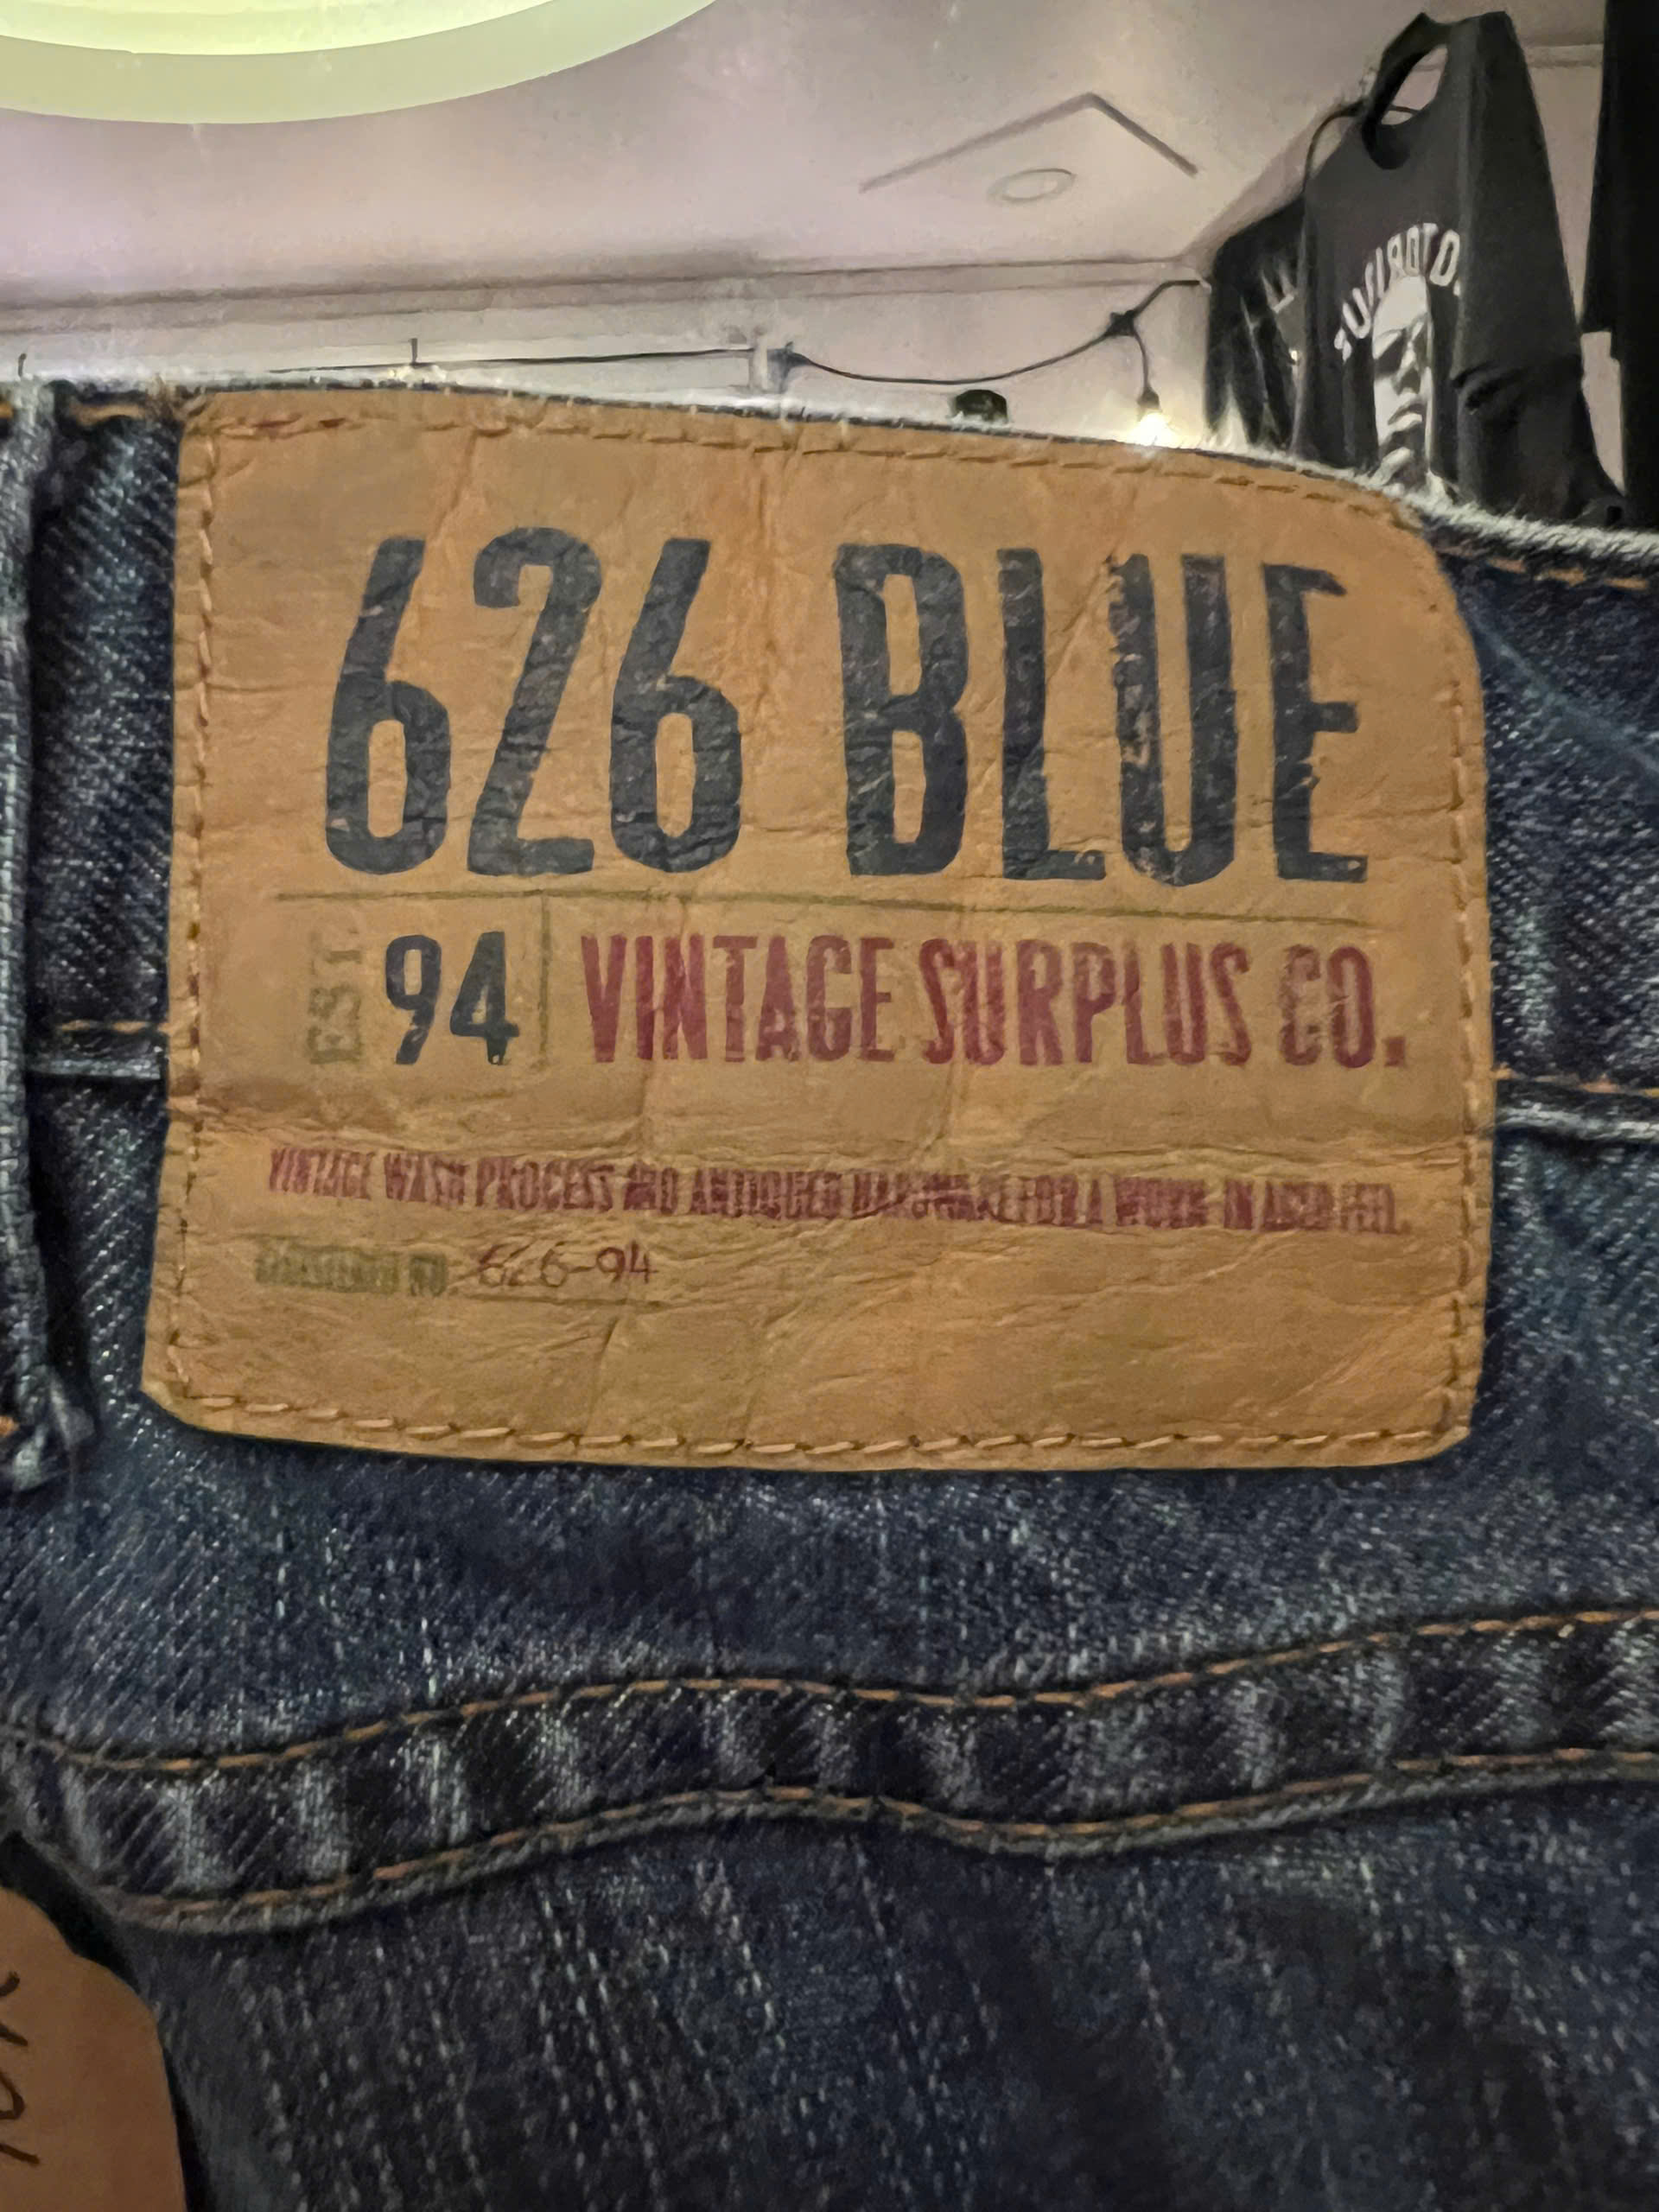 626 BLUE
EST.
94
VINTAGE SURPLUS CO.
VINTAGE WASH PROCESS AND ANTIQUED HARDWARE FOR A WORN IN AGED FEEL.
NO. 626-94